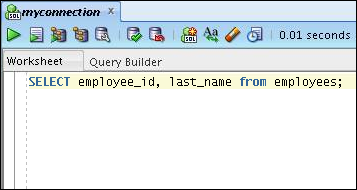 myconnection
0.01 seconds
Worksheet Query Builder
SELECT employee_id, last_name from employees;